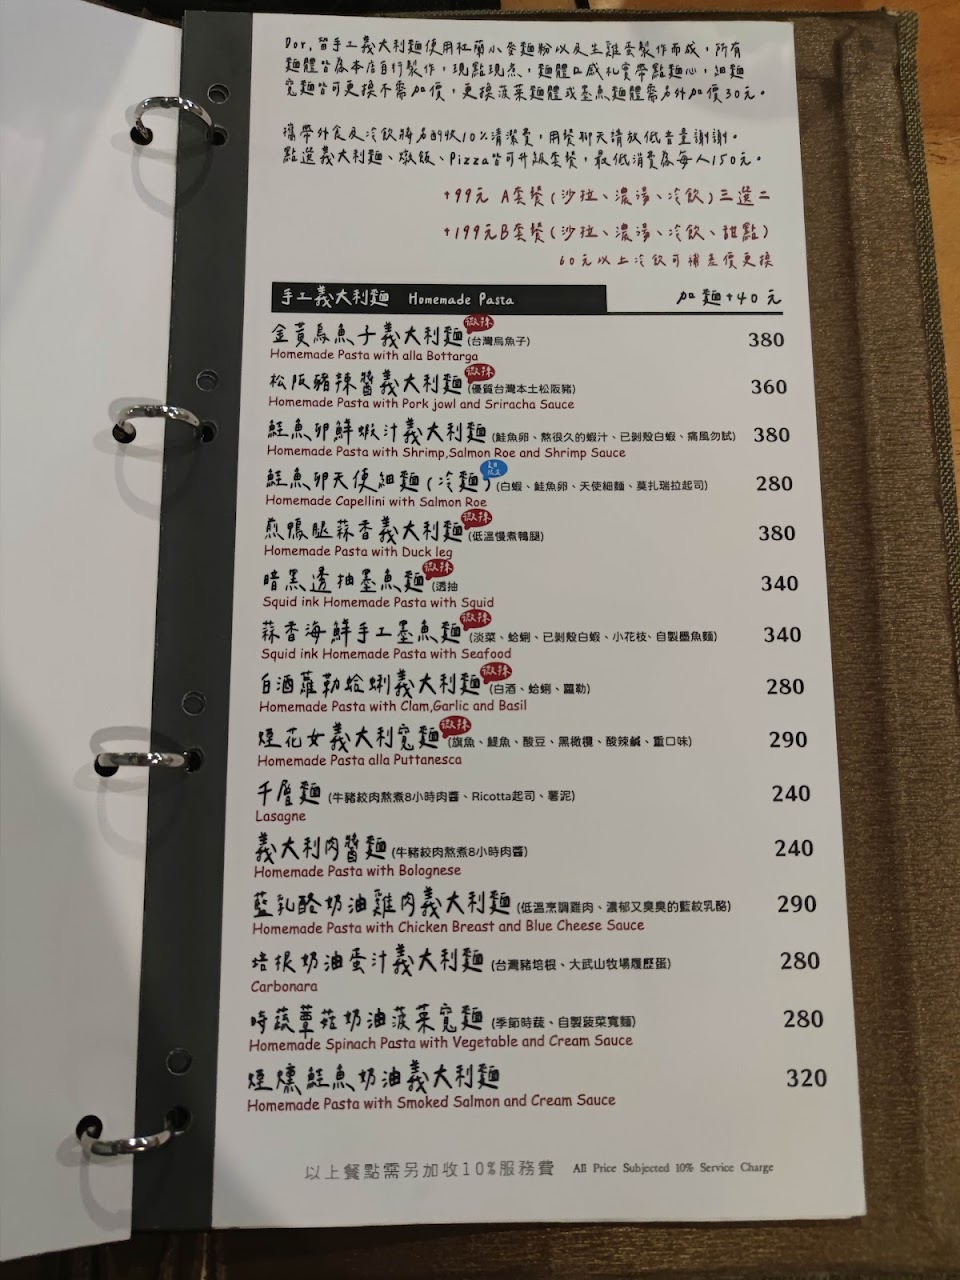 Dor. 留手工義大利麵使用杜蘭小麥麵粉以及生雞蛋製作而成,所有
麵體皆為本店自行製作,現點現煮,麵體口感札實帶點麵心,細麵
寬麵皆可更換不需加價,更換菠菜麵體或墨魚麵體需另外加價30元。
攜帶外食及冷飲將另酌收10%清潔費,用餐聊天請放低音量謝謝。
點選義大利麵、燉飯、Pizza皆可升級套餐,最低消費為每人150元。
+99元 A套餐(沙拉、濃湯、冷飲)三選二
+199元B套餐(沙拉、濃湯、冷飲、甜點)
60元以上冷飲可補差價更換
手工義大利麵 Homemade Pasta 加麵+40元
微辣
金黃烏魚子義大利麵(台灣烏魚子) 380
Homemade Pasta with alla Bottarga
微辣
松阪豬辣醬義大利麵(優質台灣本土松阪豬) 360
Homemade Pasta with Pork jowl and Sriracha Sauce
鮭魚卵鮮蝦汁義大利麵(鮭魚卵、熬很久的蝦汁、已剝殼白蝦、痛風勿試) 380
Homemade Pasta with Shrimp,Salmon Roe and Shrimp Sauce
鮭魚卵天使細麵(冷麵)(白蝦、鮭魚卵、天使細麵、莫扎瑞拉起司) 280
Homemade Capellini with Salmon Roe
微辣
煎鴨腿蒜香義大利麵(低溫慢煮鴨腿) 380
Homemade Pasta with Duck leg
微辣
暗黑透抽墨魚麵(透抽 340
Squid ink Homemade Pasta with Squid
微辣
蒜香海鮮手工墨魚麵(淡菜、蛤蜊、已剝殼白蝦、小花枝、自製墨魚麵) 340
Squid ink Homemade Pasta with Seafood
微辣
白酒蘿勒蛤蜊義大利麵(白酒、蛤蜊、蘿勒) 280
Homemade Pasta with Clam,Garlic and Basil
微辣
煙花女義大利寬麵(旗魚、鯷魚、酸豆、黑橄欖、酸辣鹹、重口味) 290
Homemade Pasta alla Puttanesca
千層麵(牛豬絞肉熬煮8小時肉醬、Ricotta起司、薯泥) 240
Lasagne
義大利肉醬麵(牛豬絞肉熬煮8小時肉醬) 240
Homemade Pasta with Bolognese
藍乳酪奶油雞肉義大利麵(低溫烹調雞肉、濃郁又臭臭的藍紋乳酪) 290
Homemade Pasta with Chicken Breast and Blue Cheese Sauce
培根奶油蛋汁義大利麵(台灣豬培根、大武山牧場履歷蛋) 280
Carbonara
時蔬蕈菇奶油菠菜寬麵(季節時蔬、自製菠菜寬麵) 280
Homemade Spinach Pasta with Vegetable and Cream Sauce
煙燻鮭魚奶油義大利麵 320
Homemade Pasta with Smoked Salmon and Cream Sauce
以上餐點需另加收10%服務費 All Price Subjected 10% Service Charge